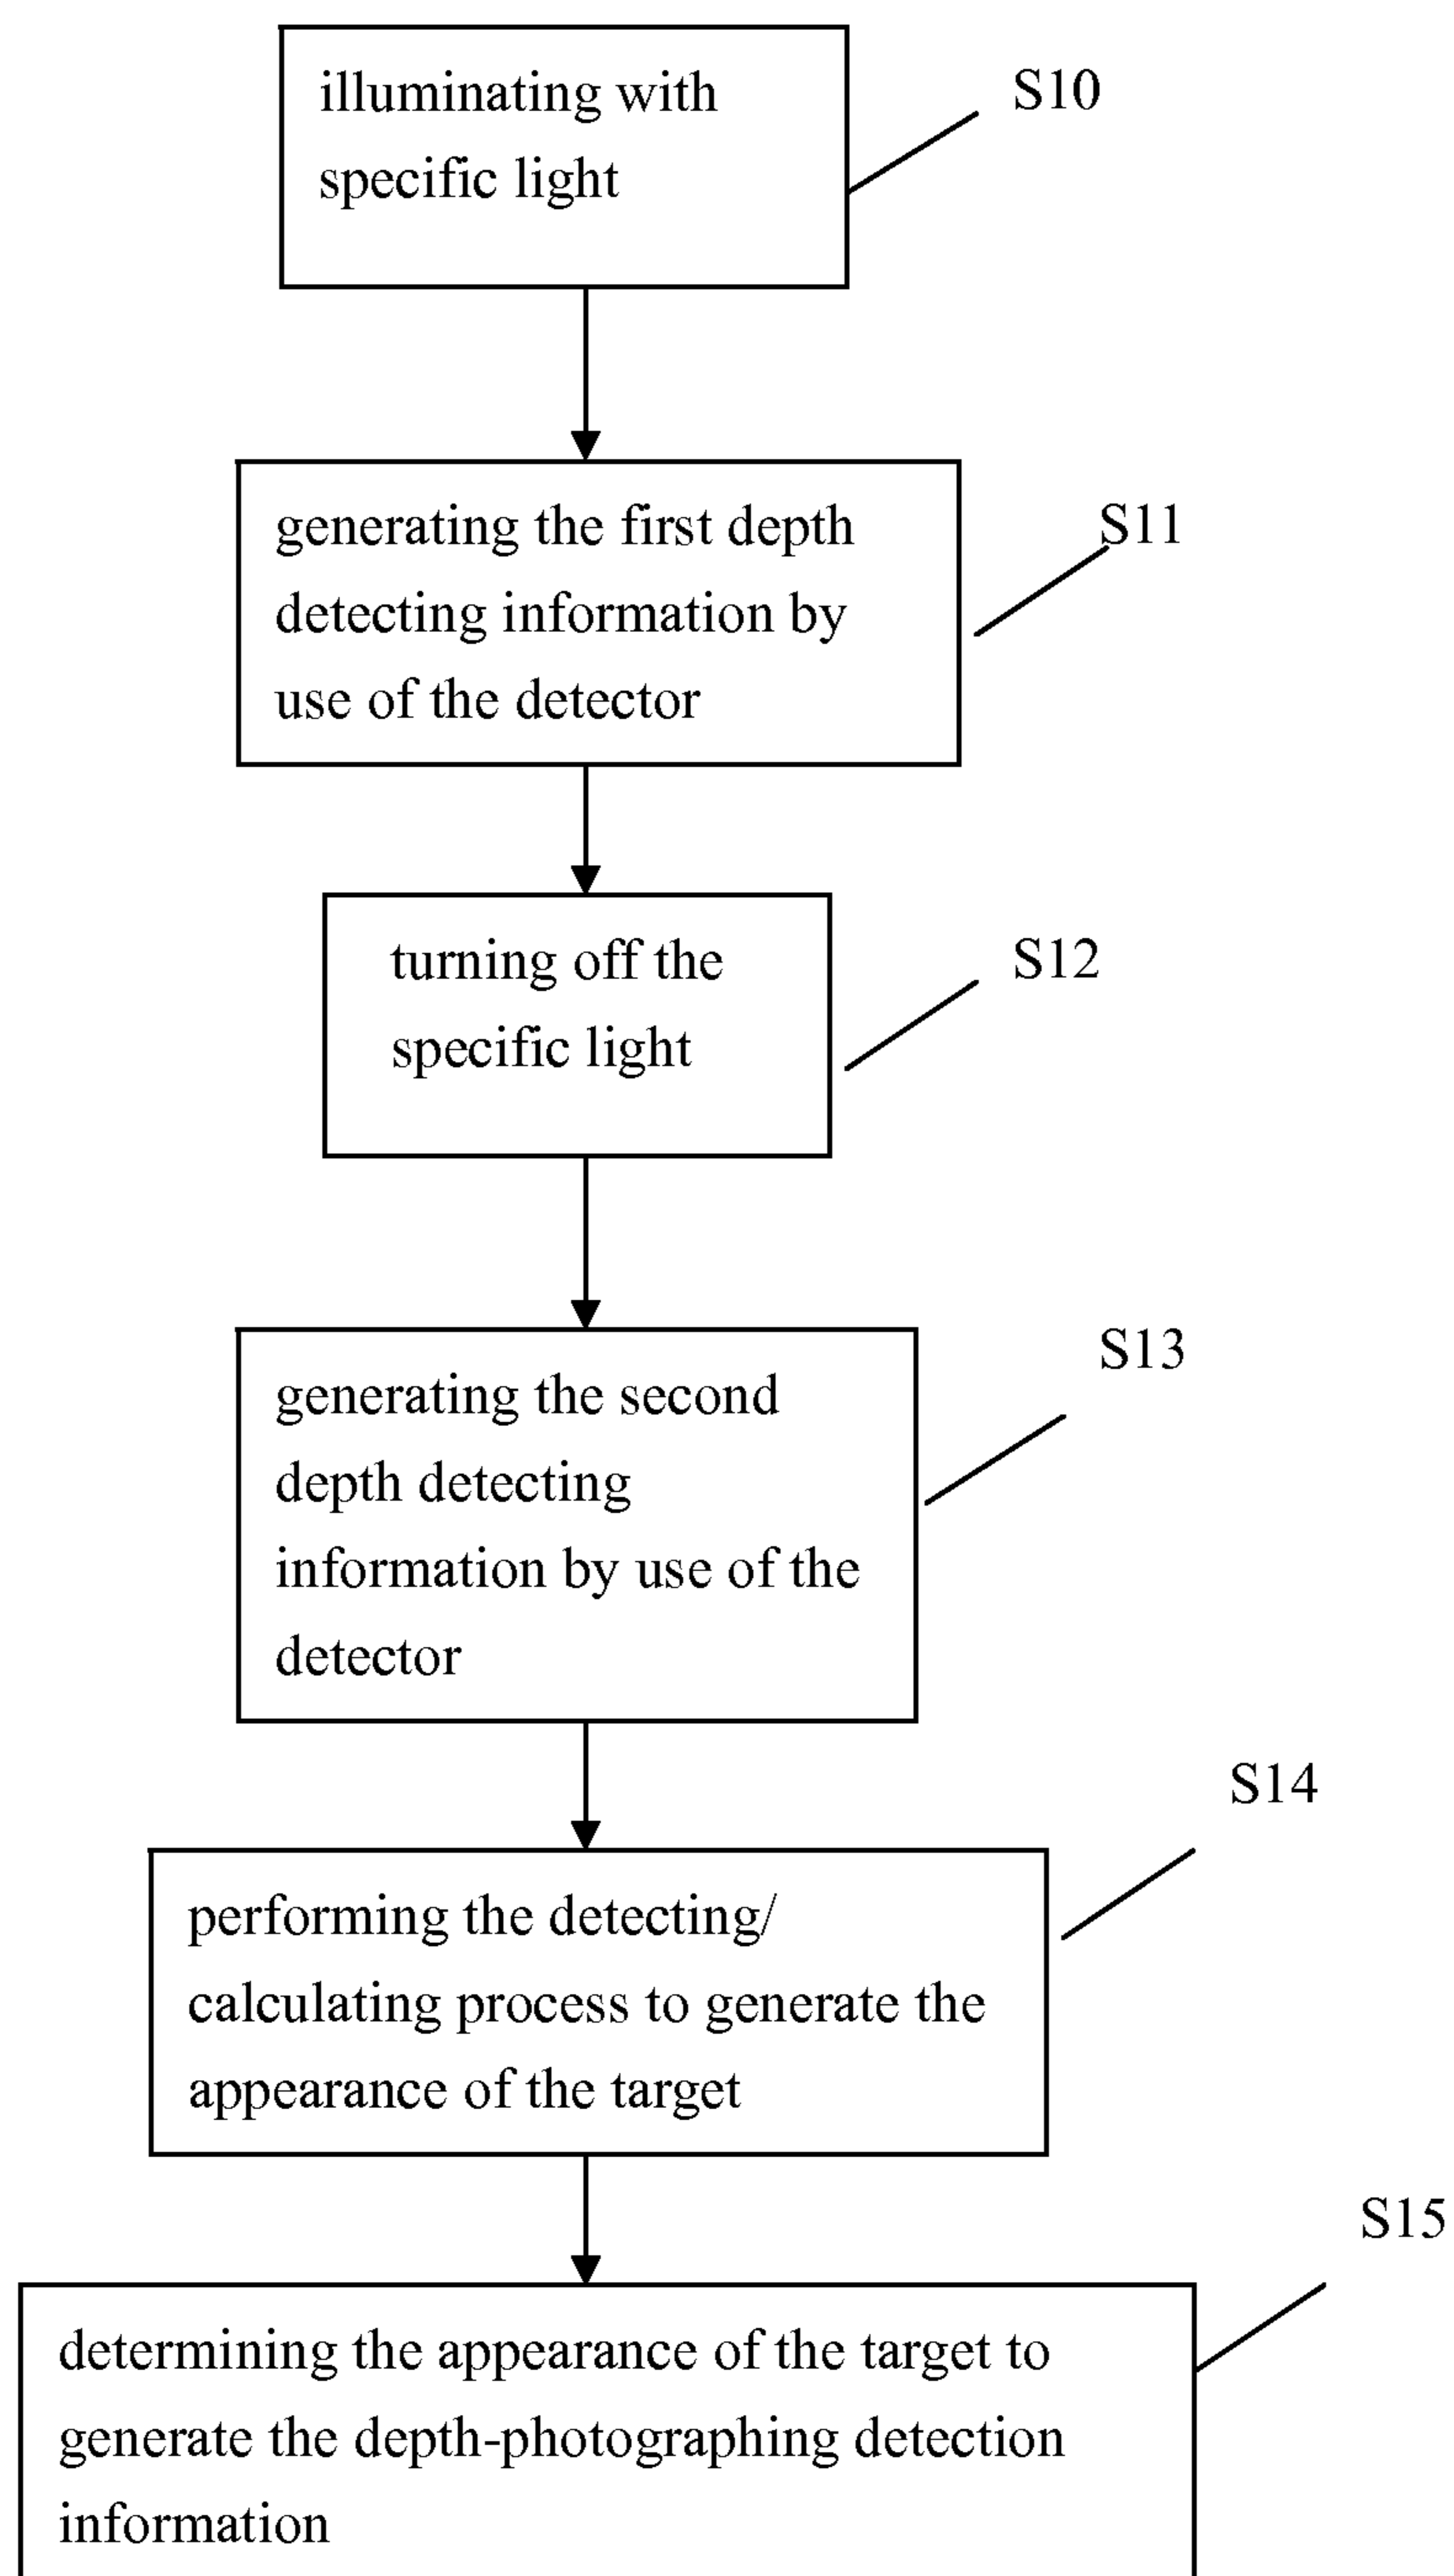 illuminating with
specific light
S10
generating the first depth
detecting information by
use of the detector
S11
turning off the
specific light
S12
generating the second
depth detecting
information by use of the
detector
S13
performing the detecting/
calculating process to generate the
appearance of the target
S14
determining the appearance of the target to
generate the depth-photographing detection
information
S15